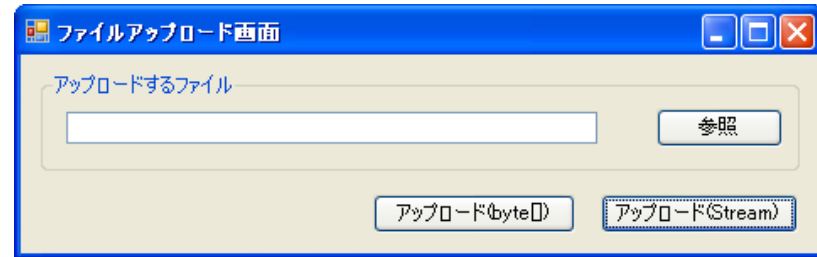 ファイルアップロード画面
アップロードするファイル
参照
アップロード(byte[])
アップロード(Stream)